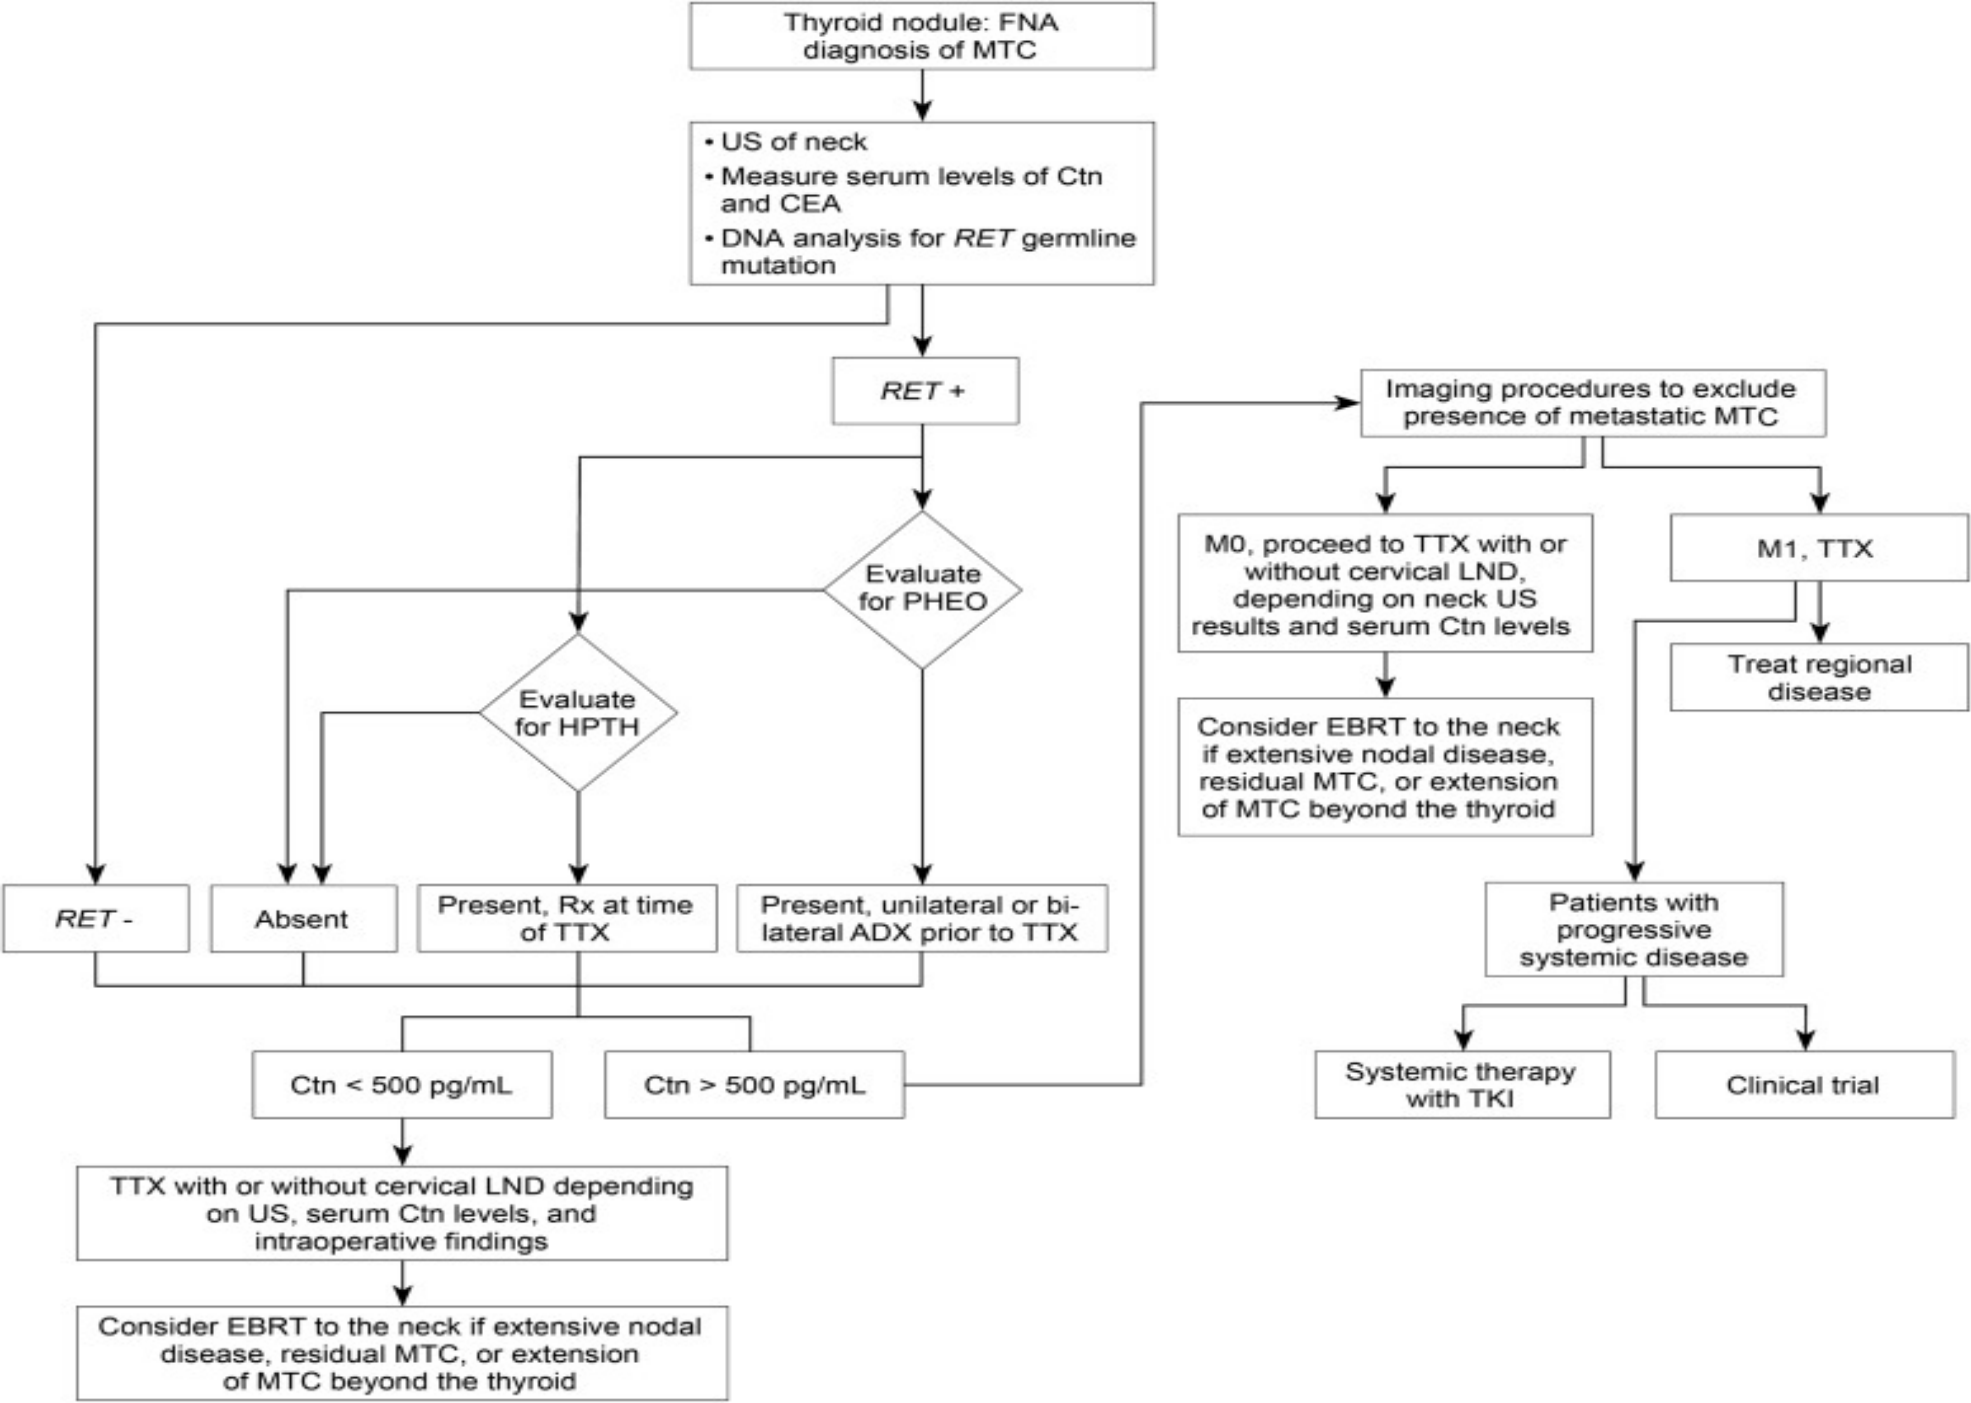 Thyroid nodule: FNA
diagnosis of MTC
• US of neck
• Measure serum levels of Ctn
and CEA
• DNA analysis for RET germline
mutation
RET +
Evaluate
for PHEO
Evaluate
for HPTH
RET -
Absent
Present, Rx at time
of TTX
Present, unilateral or bi-
lateral ADX prior to TTX
Ctn < 500 pg/mL
Ctn > 500 pg/mL
TTX with or without cervical LND depending
on US, serum Ctn levels, and
intraoperative findings
Consider EBRT to the neck if extensive nodal
disease, residual MTC, or extension
of MTC beyond the thyroid
Imaging procedures to exclude
presence of metastatic MTC
M0, proceed to TTX with or
without cervical LND,
depending on neck US
results and serum Ctn levels
Consider EBRT to the neck
if extensive nodal disease,
residual MTC, or extension
of MTC beyond the thyroid
M1, TTX
Treat regional
disease
Patients with
progressive
systemic disease
Systemic therapy
with TKI
Clinical trial